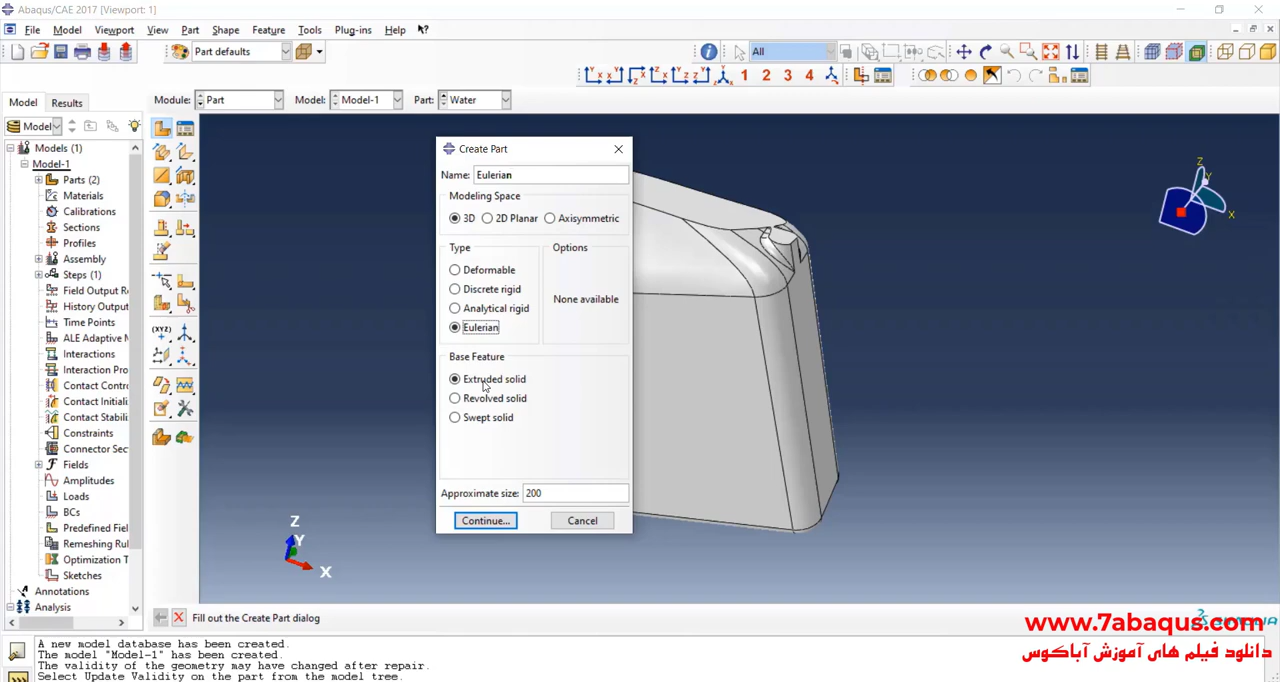 Abaqus/CAE 2017 [Viewport: 1]
File Model Viewport View Part Shape Feature Tools Plug-ins Help
Part defaults
All
1 2 3 4
Model Results
Module: Part Model: Model-1 Part: Water
Model
Models (1)
Model-1
Parts (2)
Materials
Calibrations
Sections
Profiles
Assembly
Steps (1)
Field Output Re
History Output
Time Points
ALE Adaptive M
Interactions
Interaction Prop
Contact Contro
Contact Initializ
Contact Stabiliz
Constraints
Connector Sec
Fields
Amplitudes
Loads
BCs
Predefined Fiel
Remeshing Rul
Optimization T
Sketches
Annotations
Analysis
Create Part
Name: Eulerian
Modeling Space
3D 2D Planar Axisymmetric
Type
Options
Deformable
Discrete rigid
None available
Analytical rigid
Eulerian
Base Feature
Extruded solid
Revolved solid
Swept solid
Approximate size: 200
Continue... Cancel
Z
Y
X
Z
Y
X
Fill out the Create Part dialog
A new model database has been created.
The model "Model-1" has been created.
The validity of the geometry may have changed after repair.
Select Update Validity on the part from the model tree.
>>>
www.7abaqus.com
دانلود فیلم های آموزش آباکوس